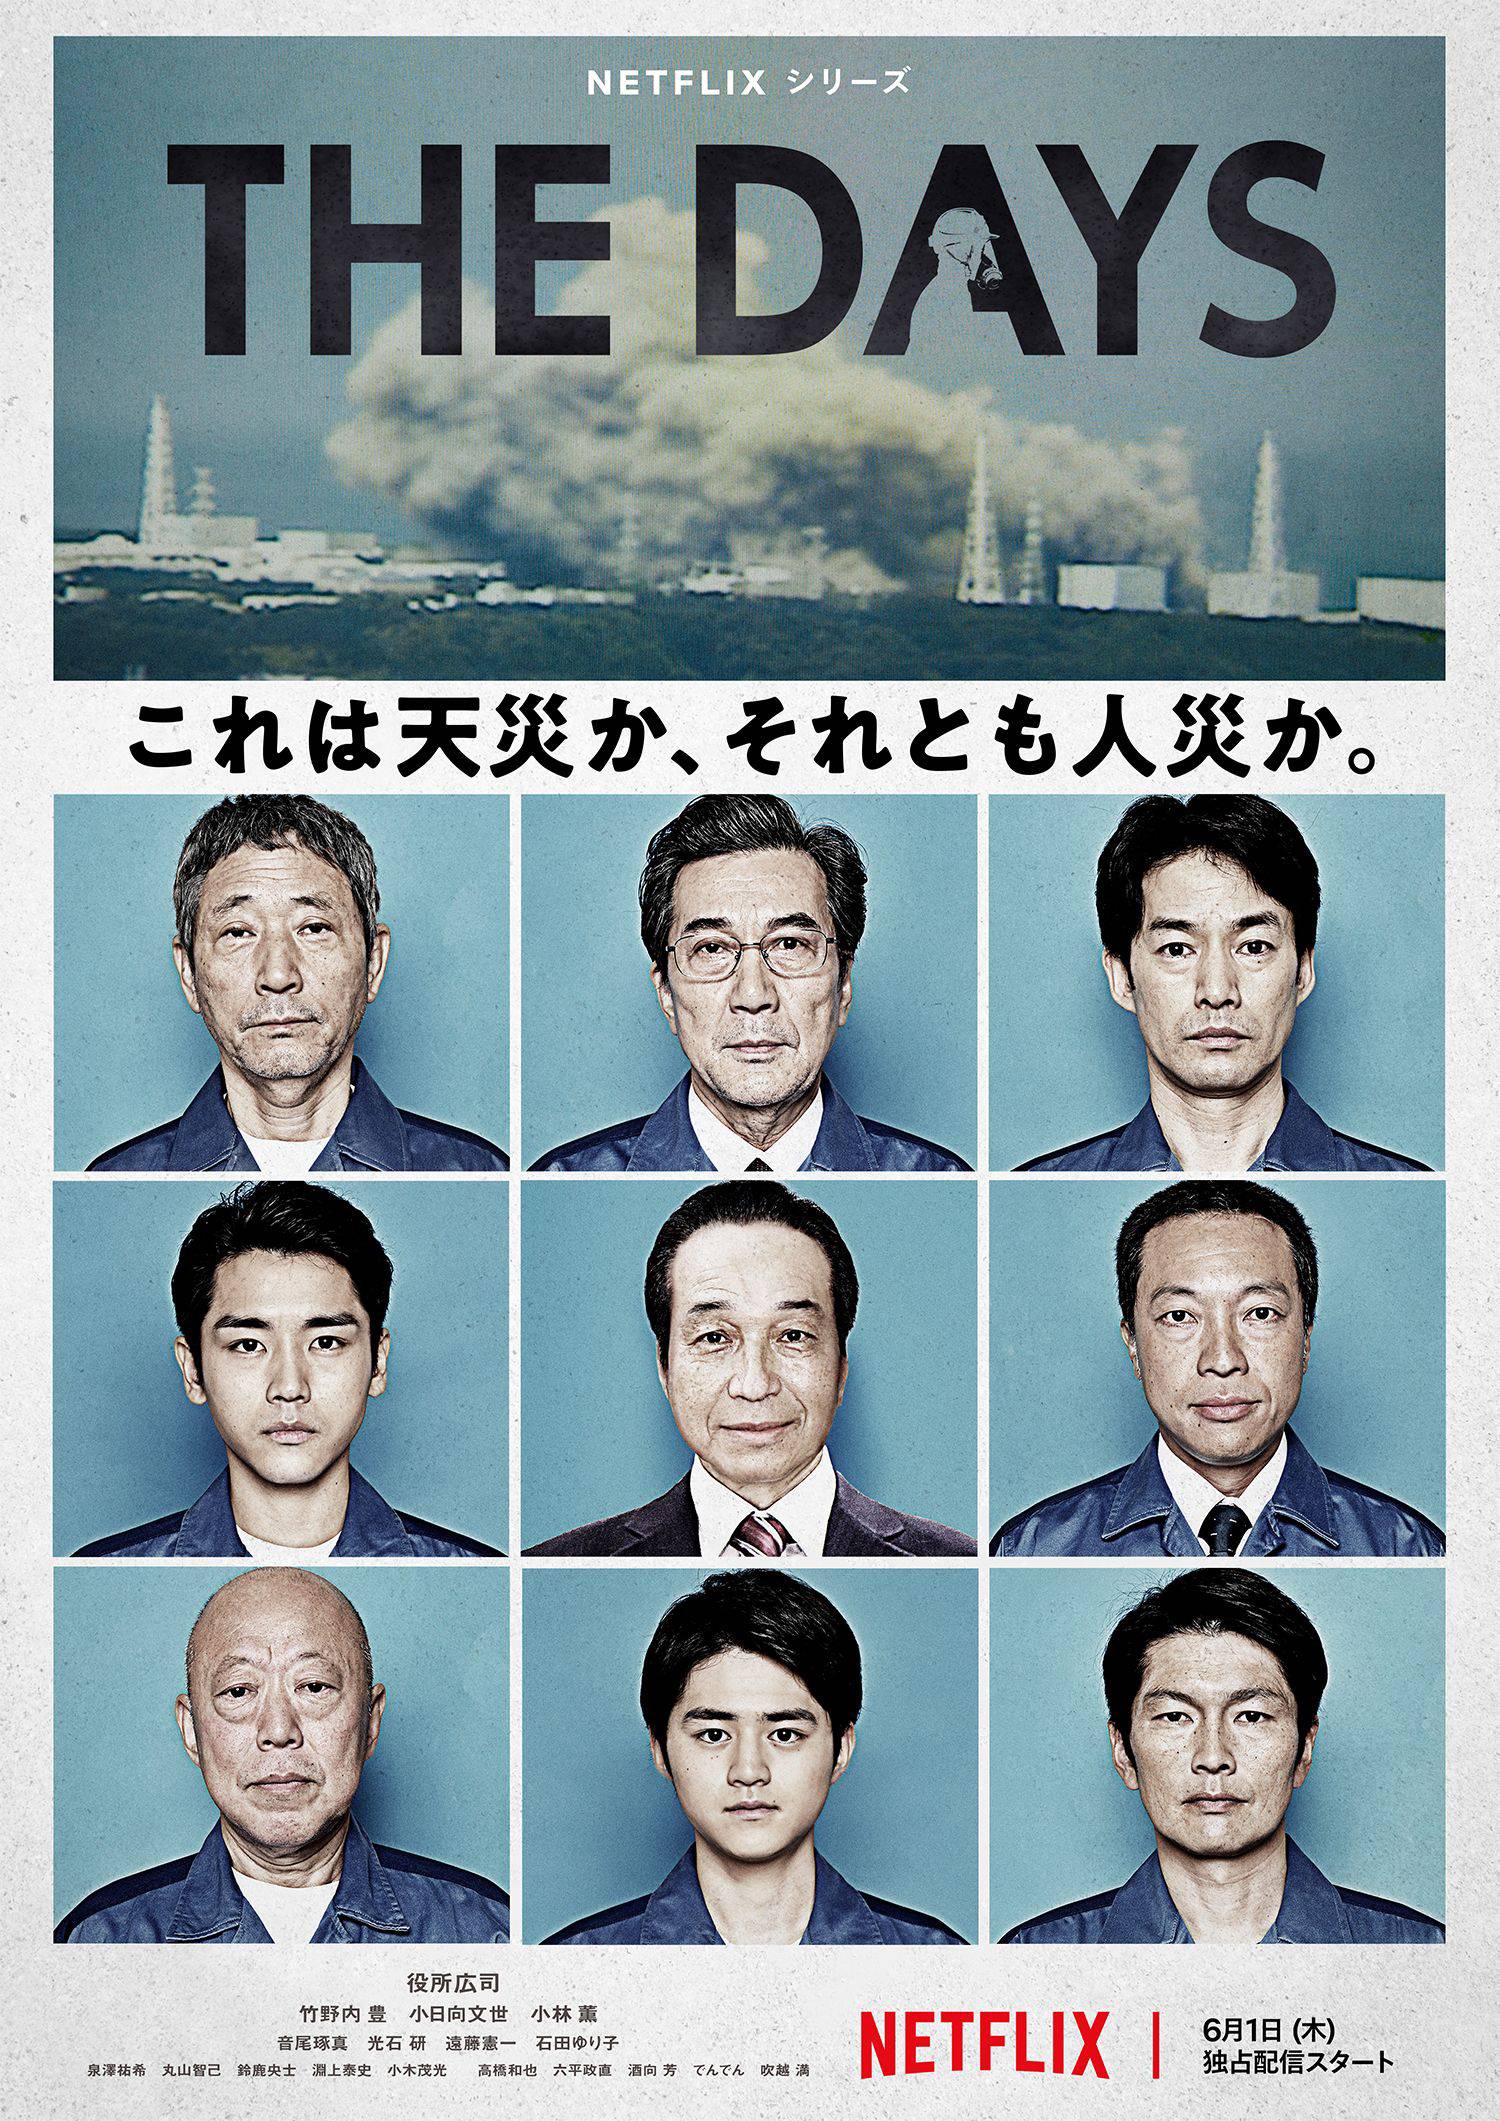 NETFLIX シリーズ
THE DAYS
これは天災か、それとも人災か。
役所広司
竹野内 豊 小日向文世 小林 薫
音尾琢真 光石 研 遠藤憲一 石田ゆり子
泉澤祐希 丸山智己 鈴鹿央士 淵上泰史 小木茂光 高橋和也 六平政直 酒向 芳 でんでん 吹越 満
NETFLIX
6月1日 (木)
独占配信スタート